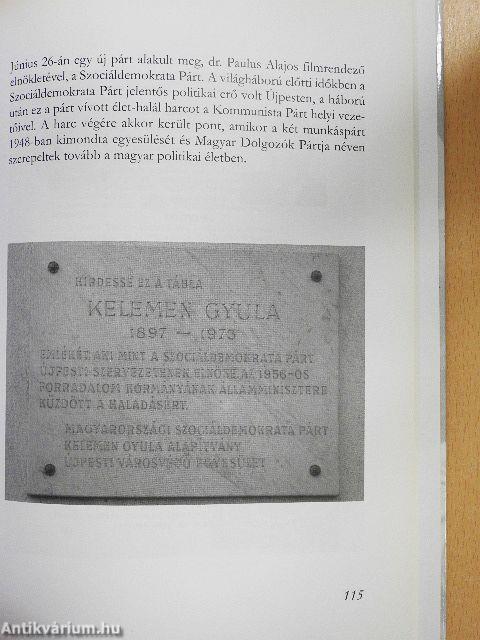 Június 26-án egy új párt alakult meg, dr. Paulus Alajos filmrendező
elnökletével, a Szociáldemokrata Párt. A világháború előtti időkben a
Szociáldemokrata Párt jelentős politikai erő volt Újpesten, a háború
után ez a párt vívott élet-halál harcot a Kommunista Párt helyi veze-
tőivel. A harc végére akkor került pont, amikor a két munkáspárt
1948-ban kimondta egyesülését és Magyar Dolgozók Pártja néven
szerepeltek tovább a magyar politikai életben.
HIRDESSE EZ A TÁBLA
KELEMEN GYULA
1897 – 1973
EMLÉKÉT, AKI MINT A SZOCIÁLDEMOKRATA PÁRT
ÚJPESTI SZERVEZETÉNEK ELNÖKE AZ 1956-OS
FORRADALOM KORMÁNYÁNAK ÁLLAMMINISZTERE
KÜZDÖTT A HALADÁSÉRT.
MAGYARORSZÁGI SZOCIÁLDEMOKRATA PÁRT
KELEMEN GYULA ALAPÍTVÁNY
ÚJPESTI VÁROSVÉDŐ EGYESÜLET
115
Antikvárium.hu